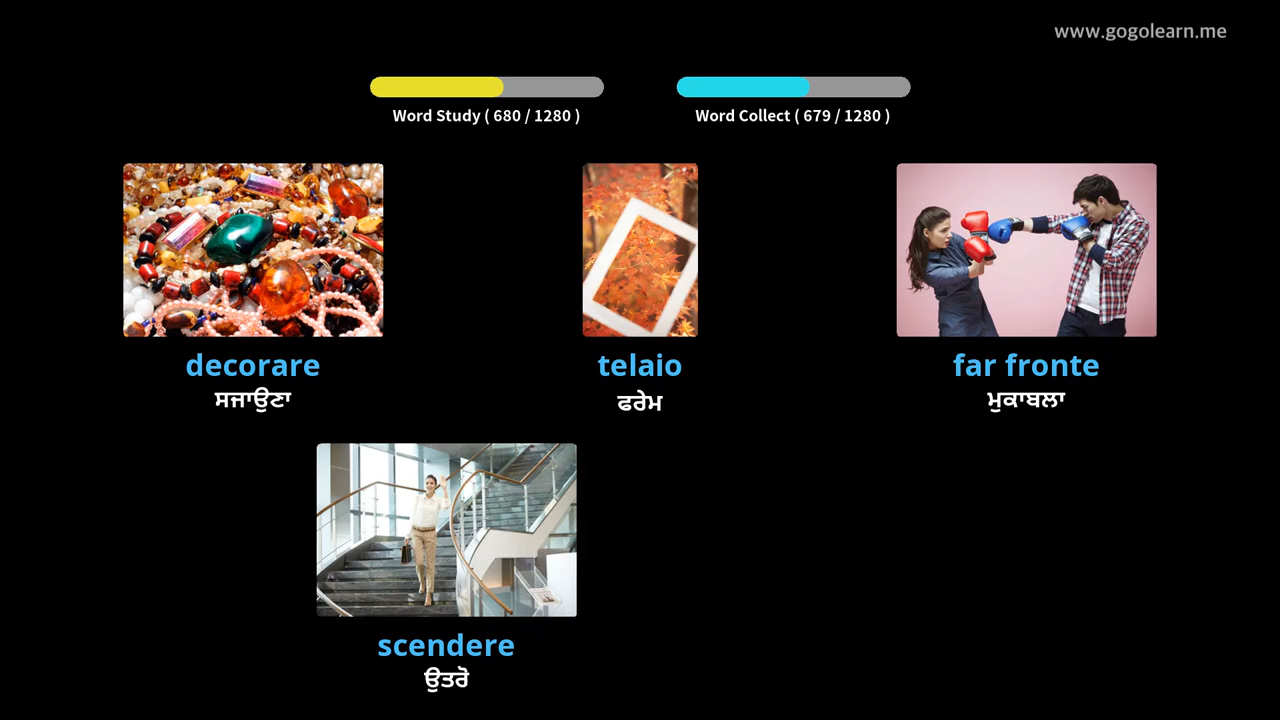 www.gogolearn.me
Word Study ( 680 / 1280 )
Word Collect ( 679 / 1280 )
decorare
ਸਜਾਉਣਾ
telaio
ਫਰੇਮ
far fronte
ਮੁਕਾਬਲਾ
scendere
ਉਤਰੋ